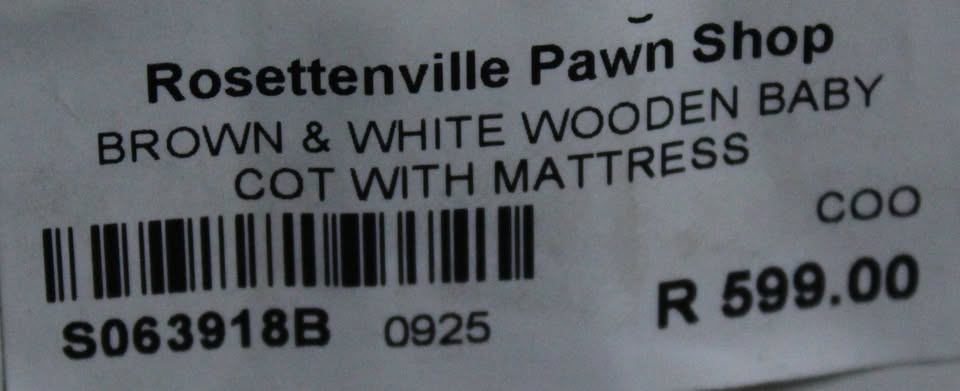 Rosettenville Pawn Shop
BROWN & WHITE WOODEN BABY
COT WITH MATTRESS
COO
S063918B 0925 R 599.00